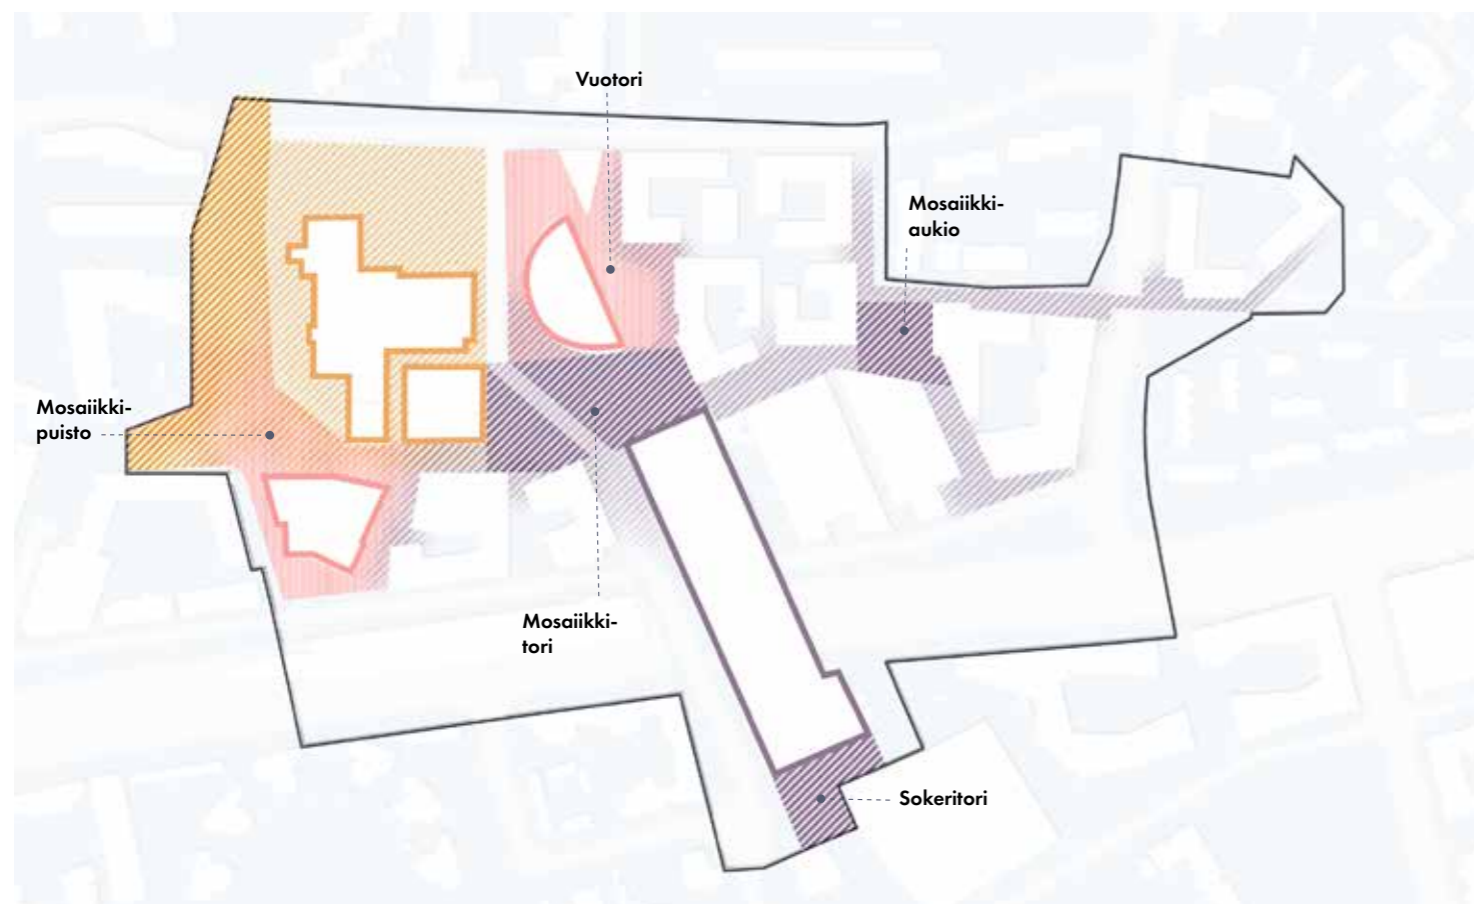 Vuotori
Mosaiikki-
aukio
Mosaiikki-
puisto
Mosaiikki-
tori
Sokeritori